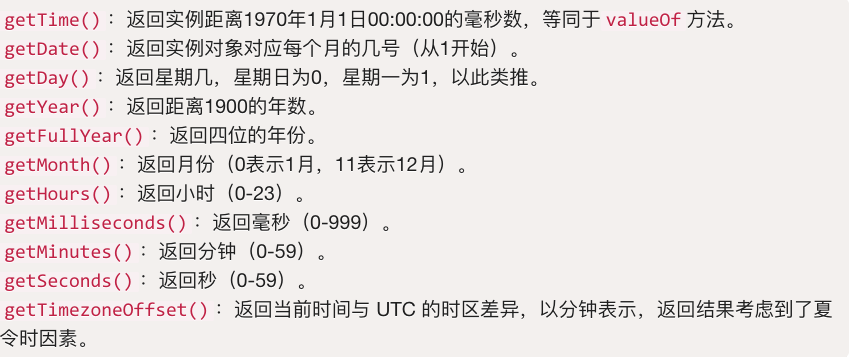 getTime()：返回实例距离1970年1月1日00:00:00的毫秒数，等同于 valueOf 方法。
getDate()：返回实例对象对应每个月的几号（从1开始）。
getDay()：返回星期几，星期日为0，星期一为1，以此类推。
getYear()：返回距离1900的年数。
getFullYear()：返回四位的年份。
getMonth()：返回月份（0表示1月，11表示12月）。
getHours()：返回小时（0-23）。
getMilliseconds()：返回毫秒（0-999）。
getMinutes()：返回分钟（0-59）。
getSeconds()：返回秒（0-59）。
getTimezoneOffset()：返回当前时间与 UTC 的时区差异，以分钟表示，返回结果考虑到了夏
令时因素。